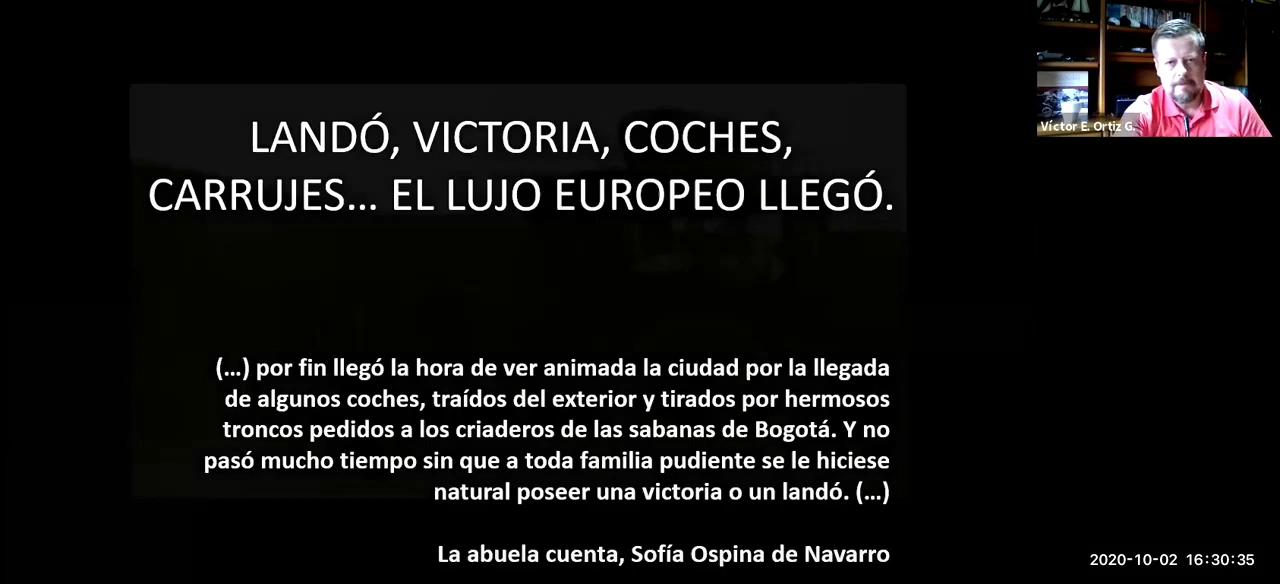 LANDÓ, VICTORIA, COCHES,
CARRUJES... EL LUJO EUROPEO LLEGÓ.
Víctor E. Ortiz G.
(...) por fin llegó la hora de ver animada la ciudad por la llegada
de algunos coches, traídos del exterior y tirados por hermosos
troncos pedidos a los criaderos de las sabanas de Bogotá. Y no
pasó mucho tiempo sin que a toda familia pudiente se le hiciese
natural poseer una victoria o un landó. (...)
La abuela cuenta, Sofía Ospina de Navarro
2020-10-02 16:30:35